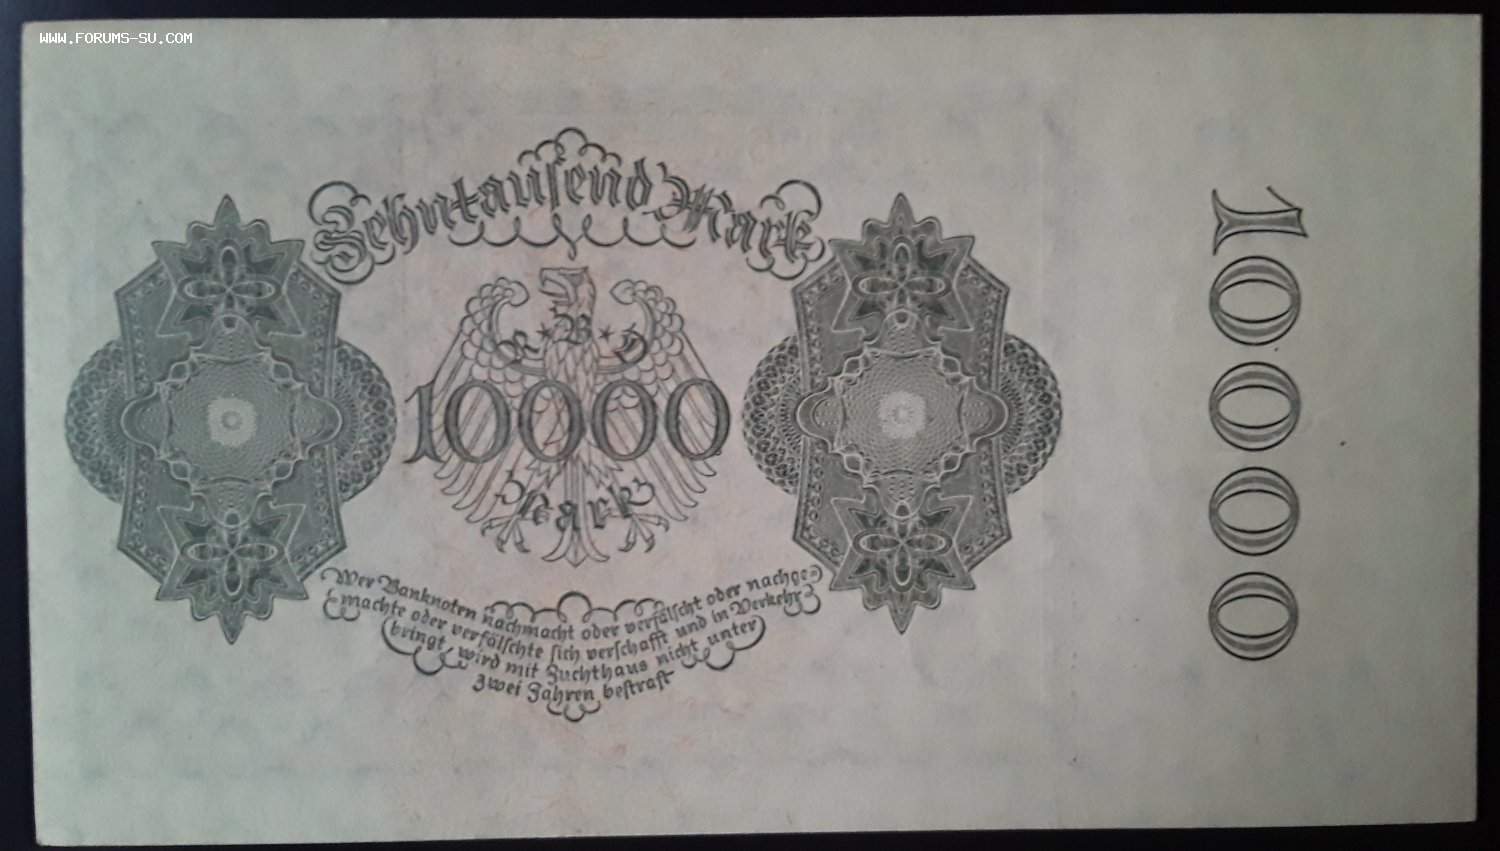 WWW.FORUMS-SU.COM
Zehntausend Mark
R★B★D
10000
Mark
Wer Banknoten nachmacht oder verfälscht oder nachge-
machte oder verfälschte sich verschafft und in Verkehr
bringt, wird mit Zuchthaus nicht unter
zwei Jahren bestraft
10000